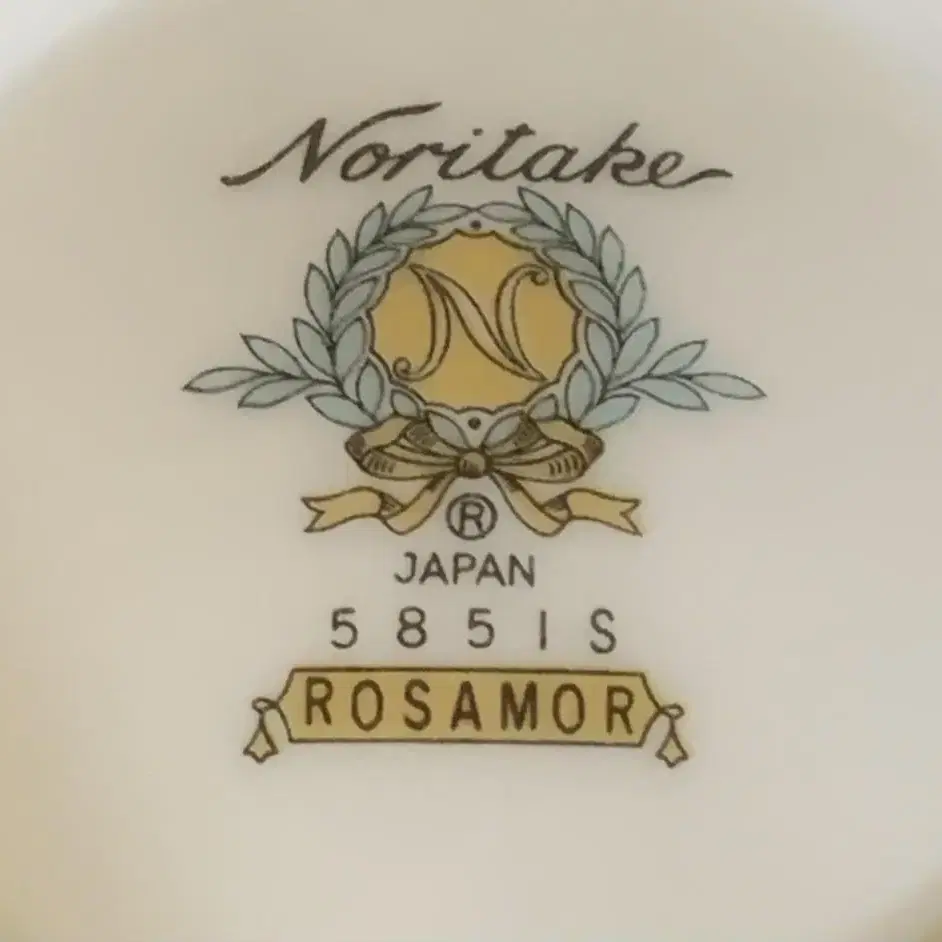 Noritake
N
®
JAPAN
5851S
ROSAMOR